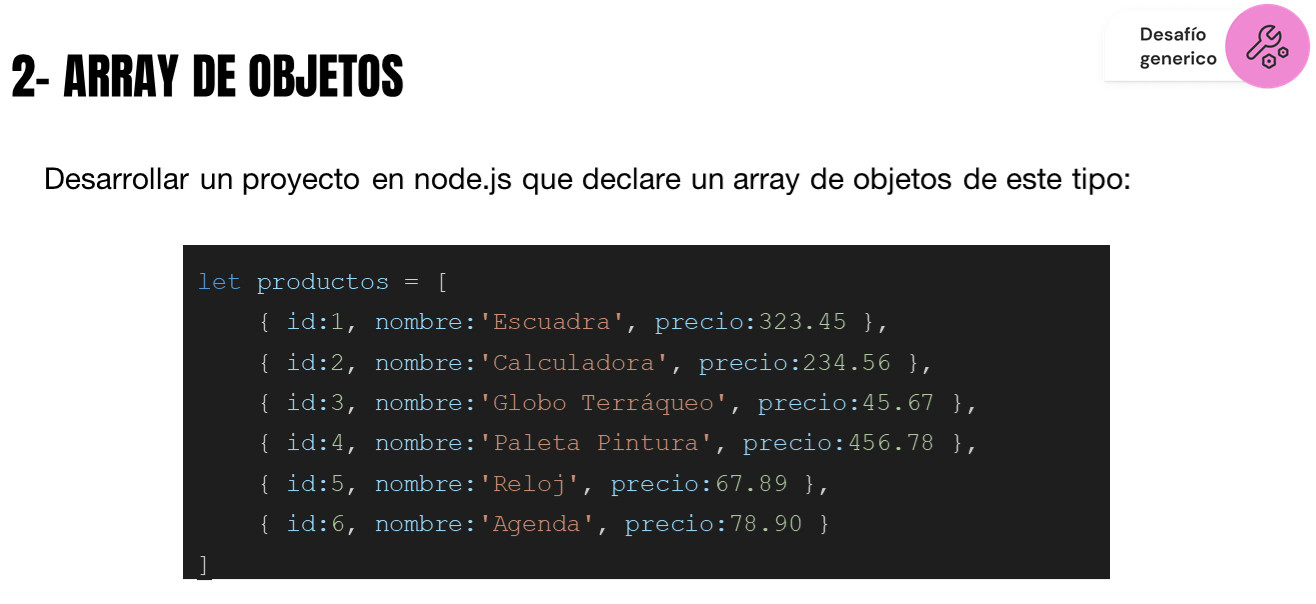 Desafío
generico
2- ARRAY DE OBJETOS
Desarrollar un proyecto en node.js que declare un array de objetos de este tipo:
let productos = [
    { id:1, nombre:'Escuadra', precio:323.45 },
    { id:2, nombre:'Calculadora', precio:234.56 },
    { id:3, nombre:'Globo Terráqueo', precio:45.67 },
    { id:4, nombre:'Paleta Pintura', precio:456.78 },
    { id:5, nombre:'Reloj', precio:67.89 },
    { id:6, nombre:'Agenda', precio:78.90 }
]